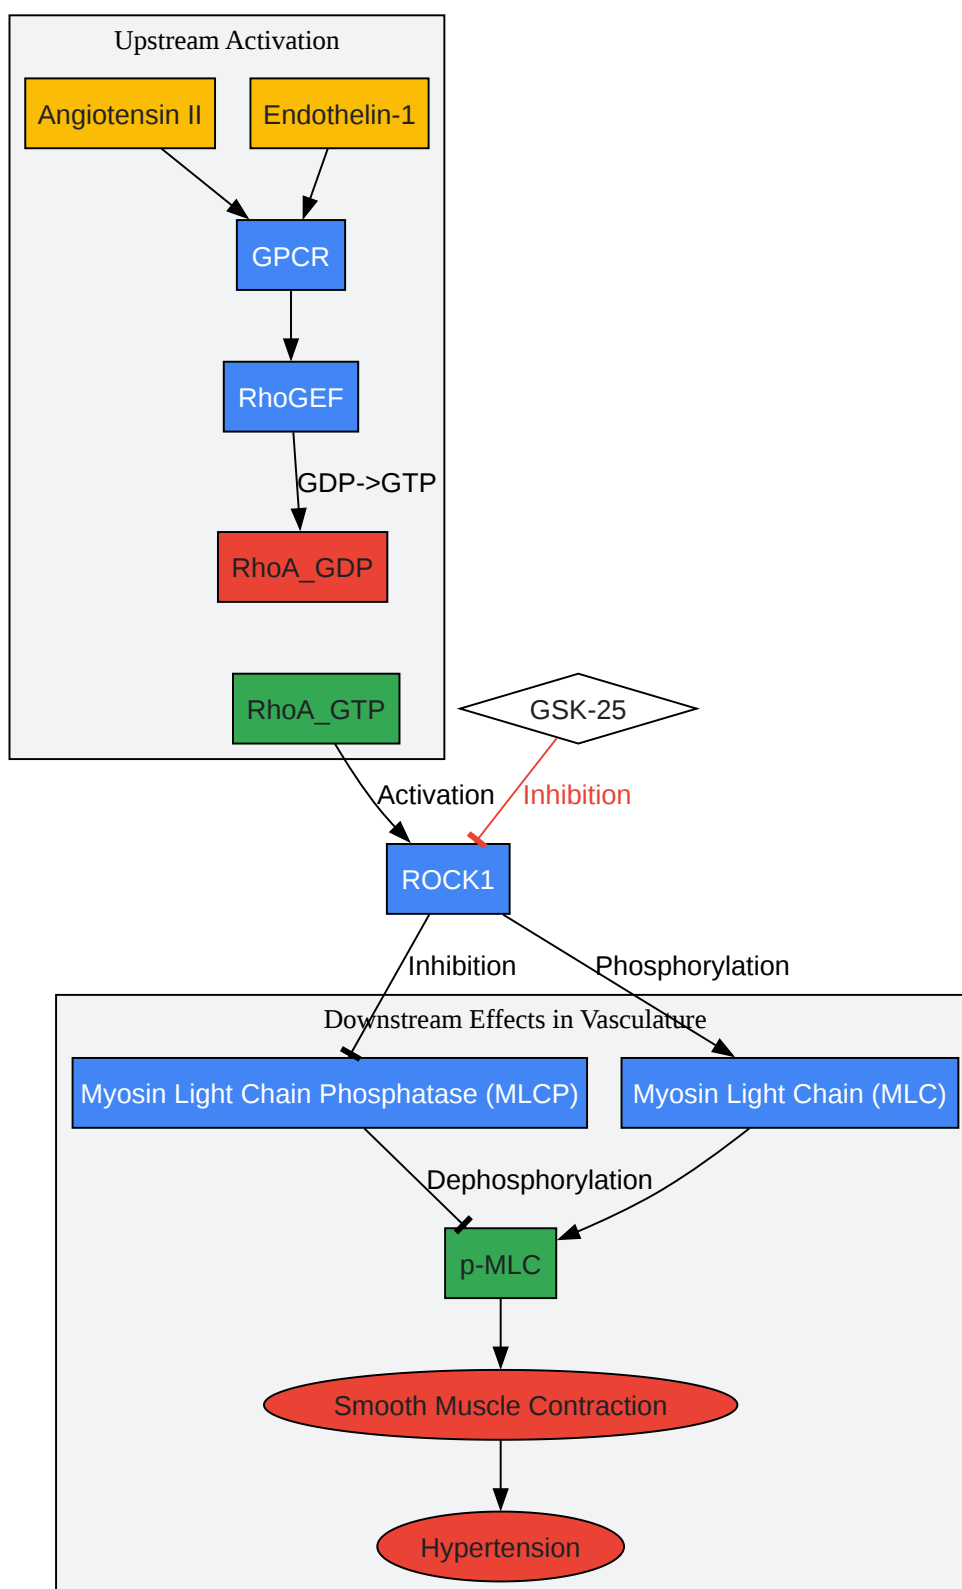 Upstream Activation
Angiotensin II
Endothelin-1
GPCR
RhoGEF
GDP->GTP
RhoA_GDP
RhoA_GTP
GSK-25
Activation
Inhibition
ROCK1
Inhibition
Phosphorylation
Downstream Effects in Vasculature
Myosin Light Chain Phosphatase (MLCP)
Myosin Light Chain (MLC)
Dephosphorylation
p-MLC
Smooth Muscle Contraction
Hypertension